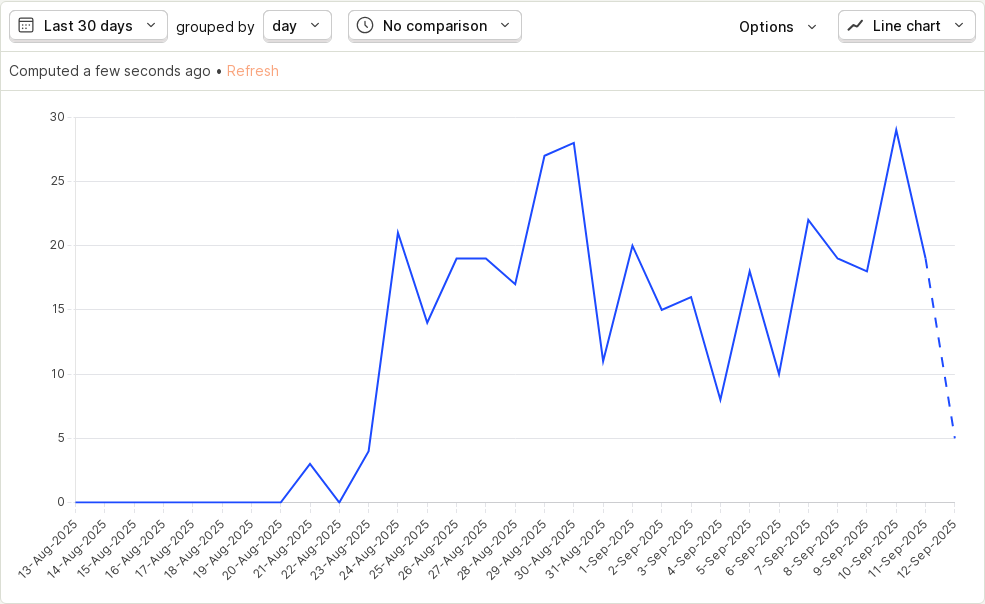 Last 30 days grouped by day No comparison Options Line chart
Computed a few seconds ago • Refresh
30
25
20
15
10
5
0
13-Aug-2025
14-Aug-2025
15-Aug-2025
16-Aug-2025
17-Aug-2025
18-Aug-2025
19-Aug-2025
20-Aug-2025
21-Aug-2025
22-Aug-2025
23-Aug-2025
24-Aug-2025
25-Aug-2025
26-Aug-2025
27-Aug-2025
28-Aug-2025
29-Aug-2025
30-Aug-2025
31-Aug-2025
1-Sep-2025
2-Sep-2025
3-Sep-2025
4-Sep-2025
5-Sep-2025
6-Sep-2025
7-Sep-2025
8-Sep-2025
9-Sep-2025
10-Sep-2025
11-Sep-2025
12-Sep-2025